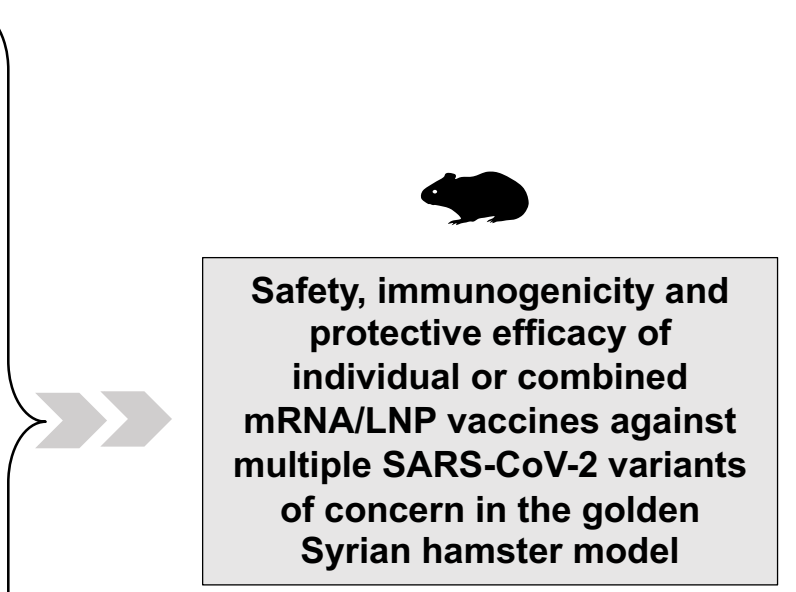 Safety, immunogenicity and
protective efficacy of
individual or combined
mRNA/LNP vaccines against
multiple SARS-CoV-2 variants
of concern in the golden
Syrian hamster model